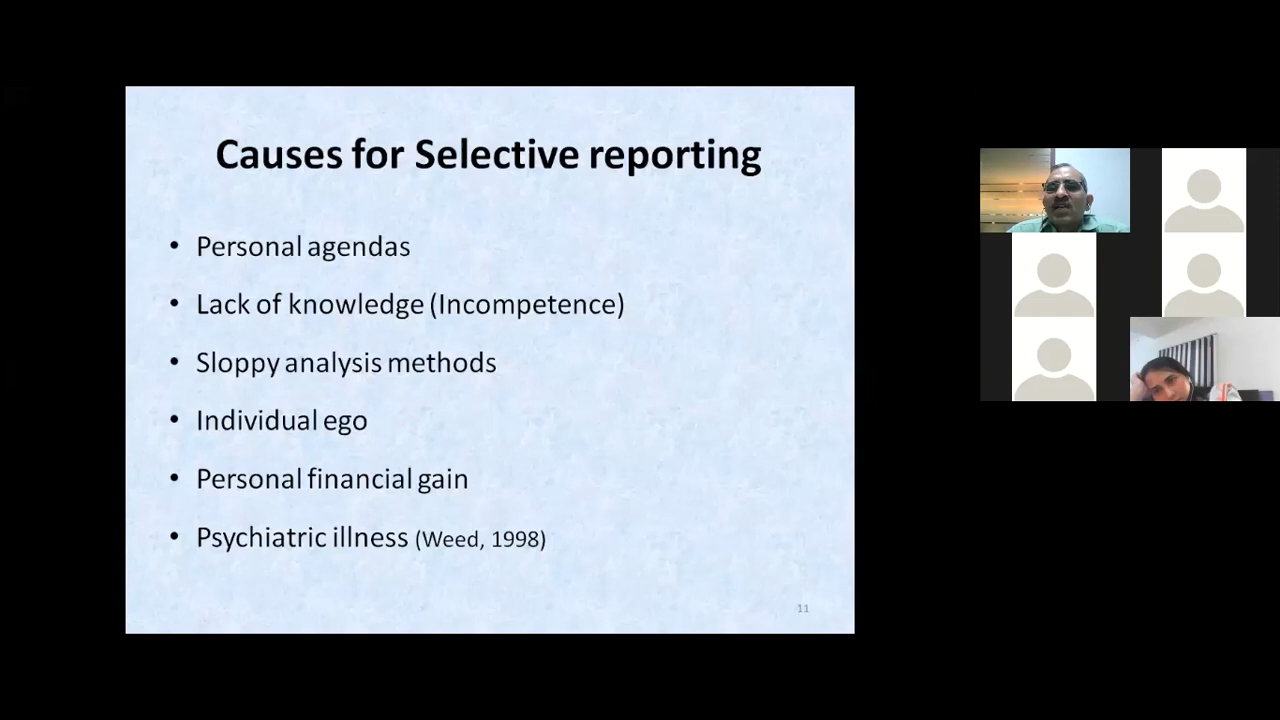 Causes for Selective reporting
• Personal agendas
• Lack of knowledge (Incompetence)
• Sloppy analysis methods
• Individual ego
• Personal financial gain
• Psychiatric illness (Weed, 1998)
11